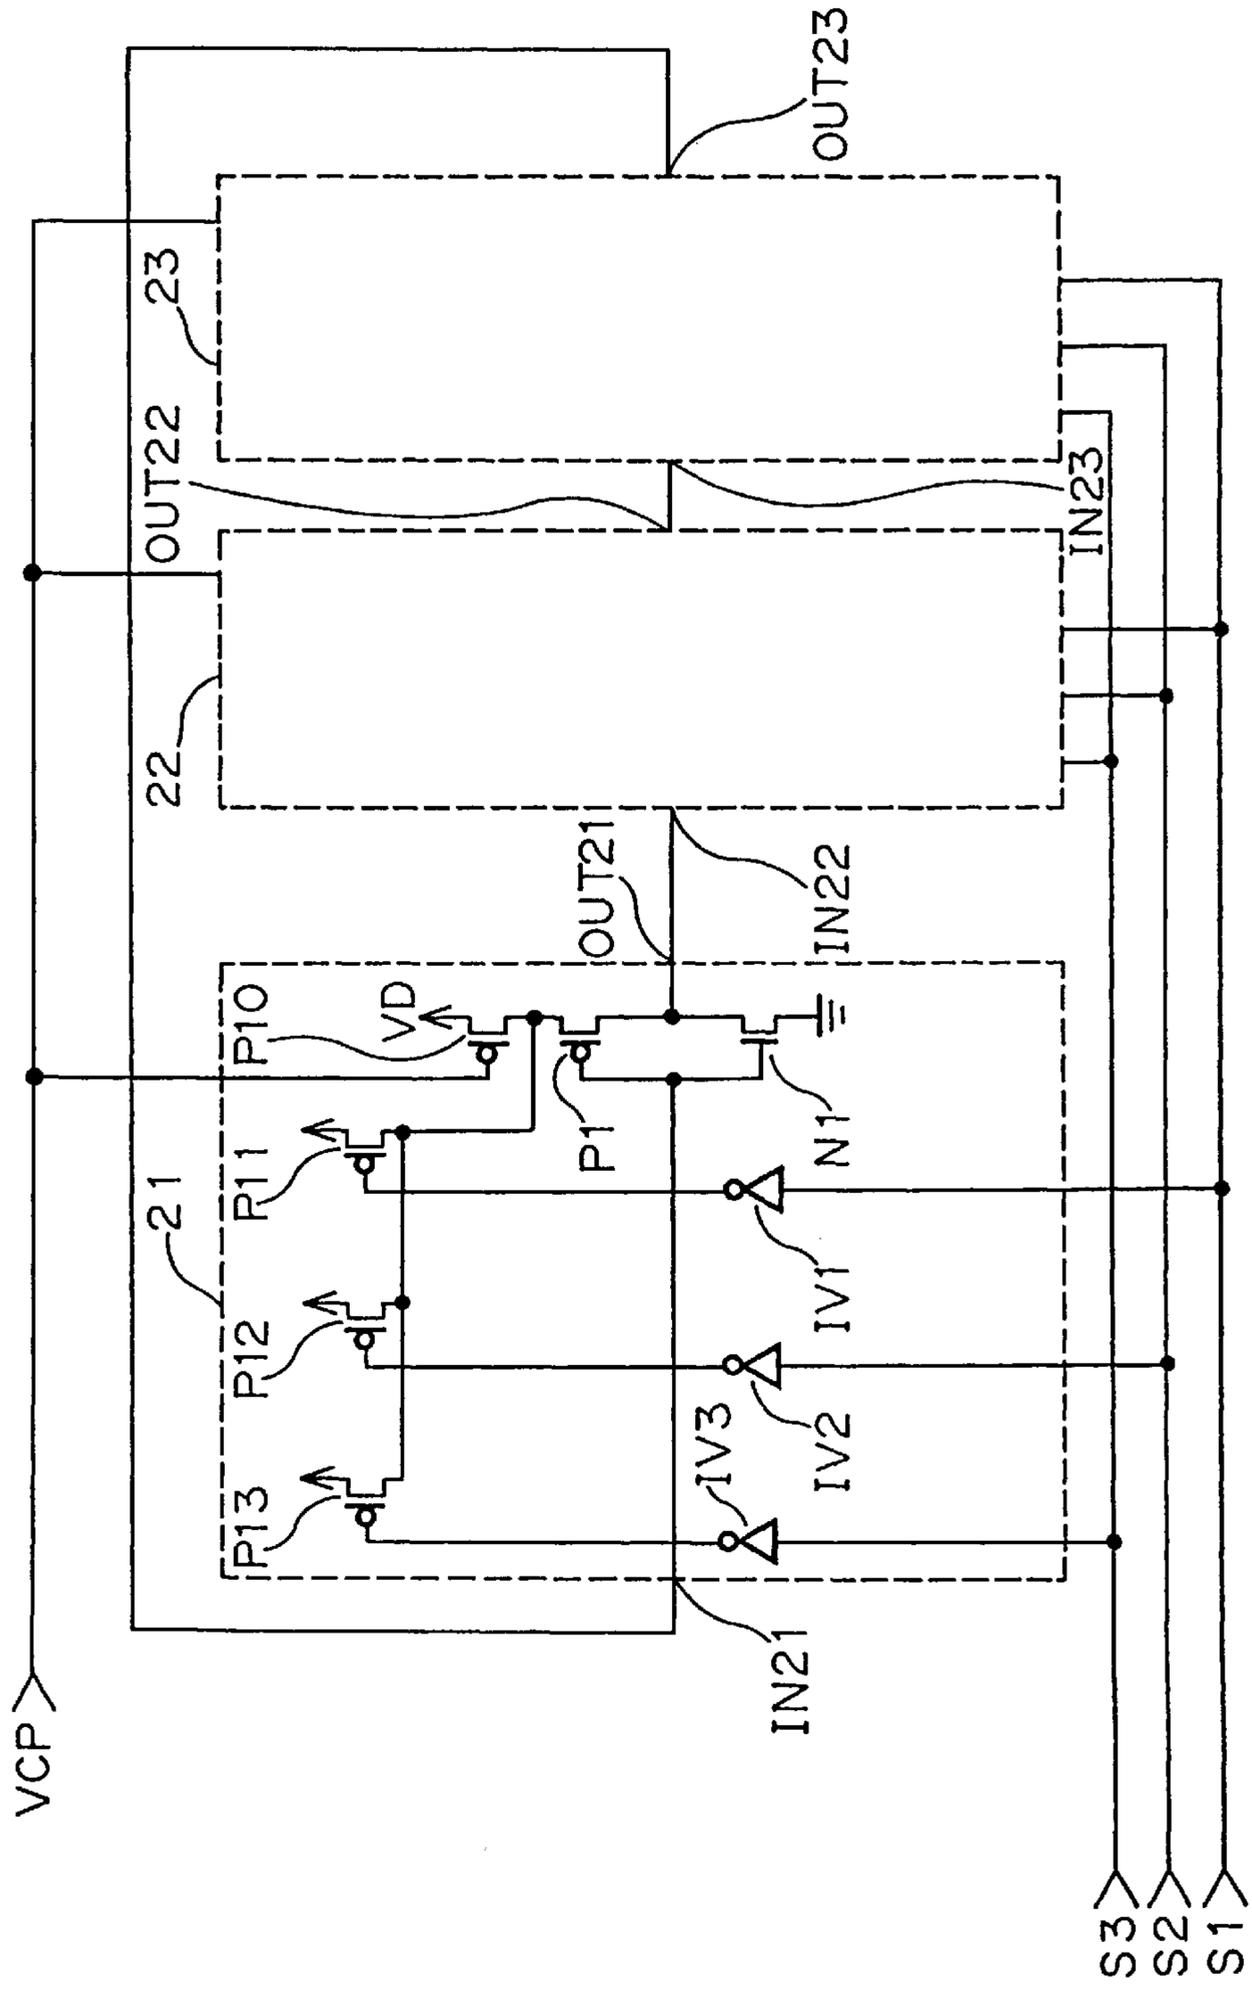 VCP
21
22
OUT22
23
OUT23
P13
P12
P11
P10
VD
P1
OUT21
IV3
IV2
IV1
N1
IN21
IN22
IN23
S3
S2
S1